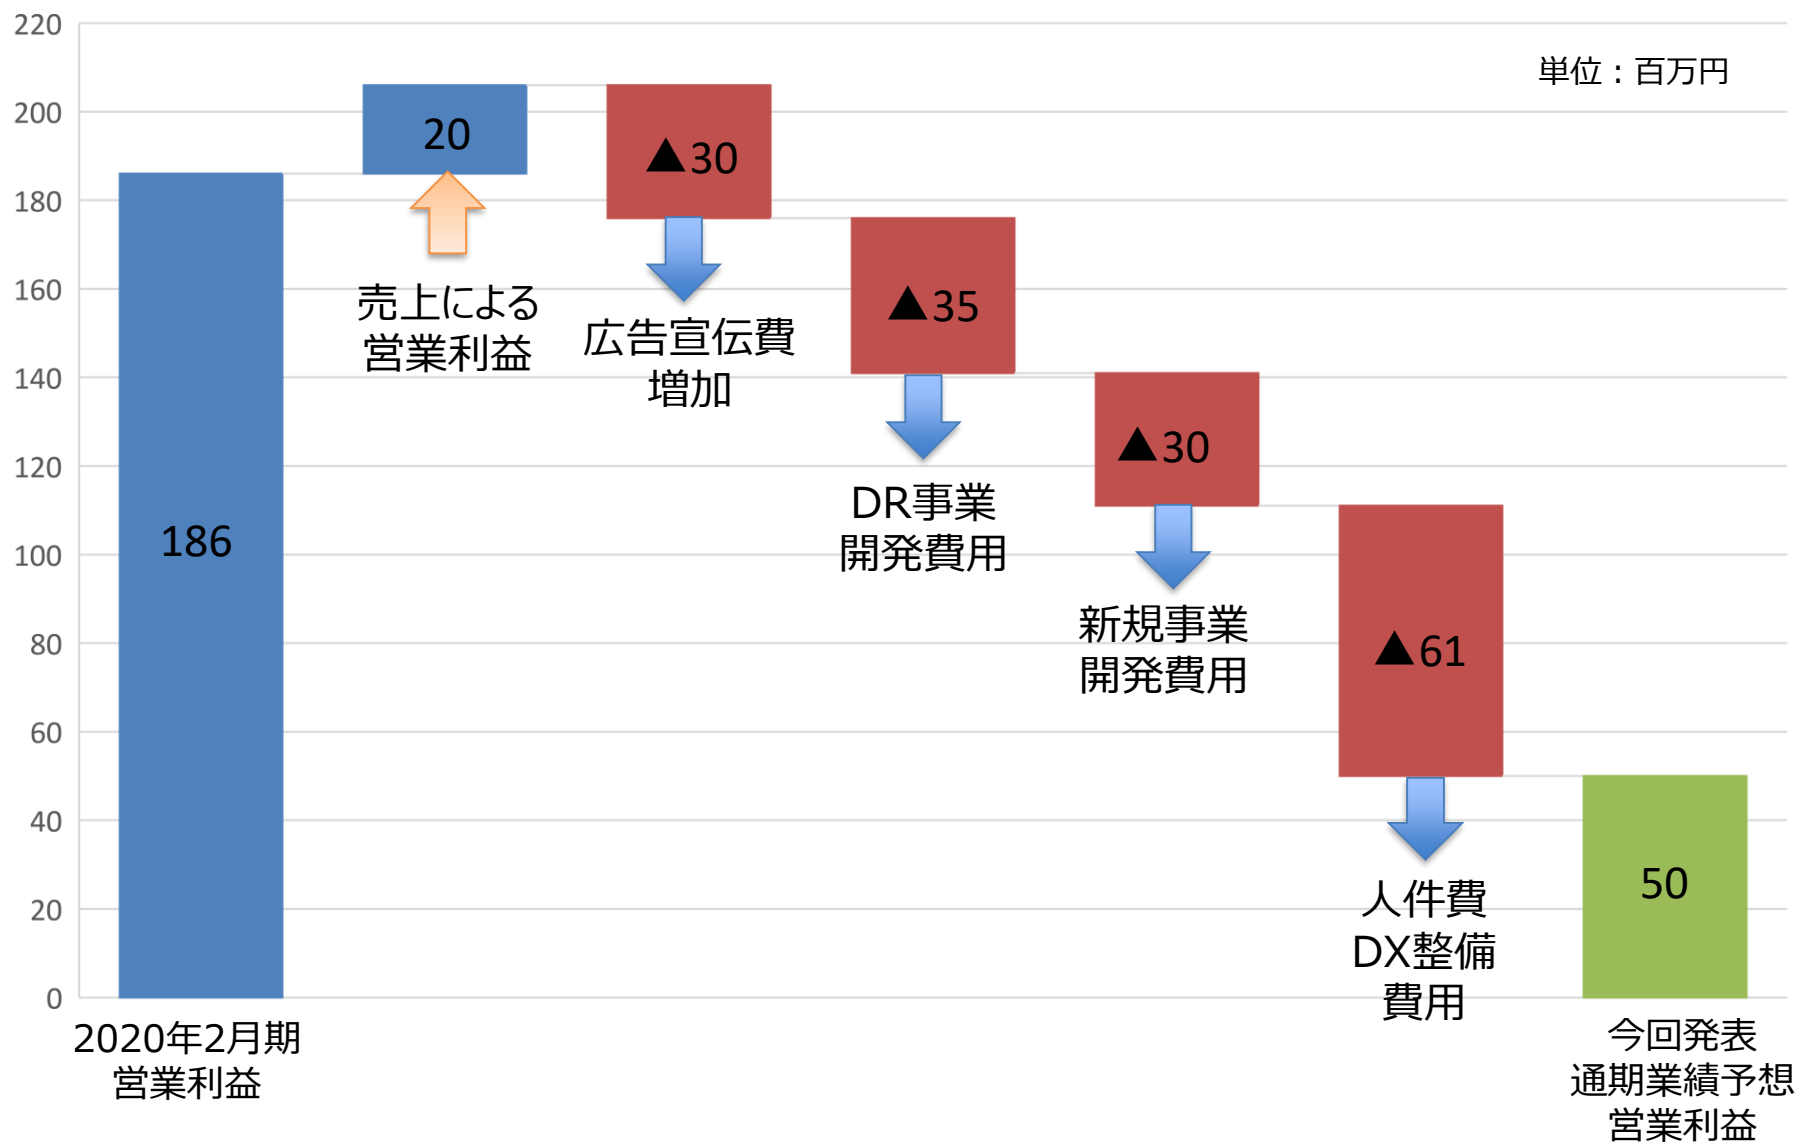 単位：百万円
220
200
180
160
140
120
100
80
60
40
20
0
186
20
▲30
▲35
▲30
▲61
50
売上による
営業利益
広告宣伝費
増加
DR事業
開発費用
新規事業
開発費用
人件費
DX整備
費用
2020年2月期
営業利益
今回発表
通期業績予想
営業利益